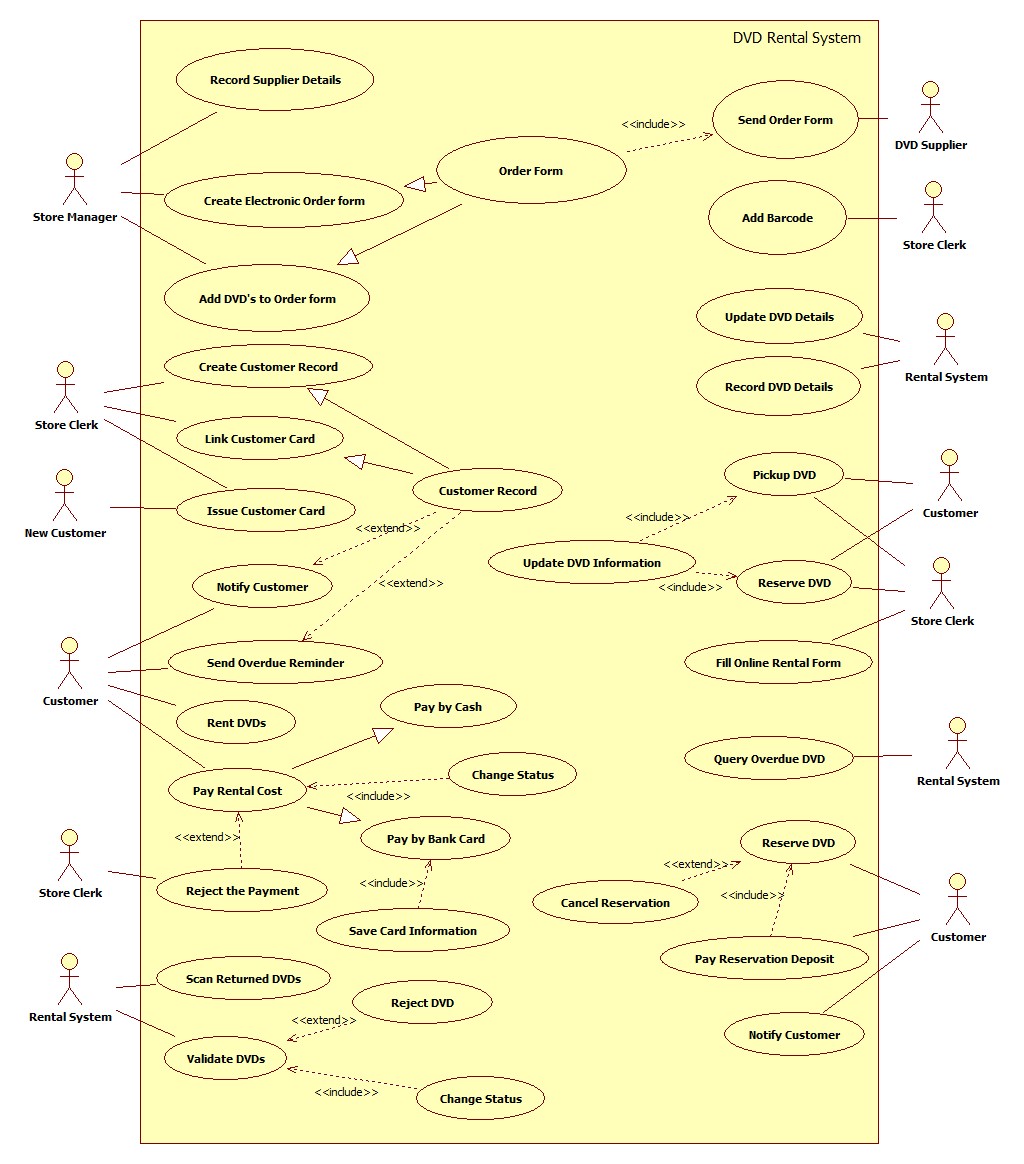 DVD Rental System
Record Supplier Details
Send Order Form
<<include>>
DVD Supplier
Order Form
Create Electronic Order form
Store Manager
Add Barcode
Store Clerk
Add DVD's to Order form
Update DVD Details
Create Customer Record
Record DVD Details
Rental System
Store Clerk
Link Customer Card
Pickup DVD
Customer Record
Issue Customer Card
Customer
New Customer
<<extend>>
<<include>>
Update DVD Information
Notify Customer
<<extend>>
<<include>>
Reserve DVD
Store Clerk
Send Overdue Reminder
Fill Online Rental Form
Customer
Pay by Cash
Rent DVDs
Query Overdue DVD
Change Status
Rental System
Pay Rental Cost
<<include>>
<<extend>>
Pay by Bank Card
Reserve DVD
<<extend>>
Store Clerk
Reject the Payment
<<include>>
<<include>>
Cancel Reservation
Save Card Information
Customer
Pay Reservation Deposit
Scan Returned DVDs
Reject DVD
Rental System
<<extend>>
Notify Customer
Validate DVDs
<<include>>
Change Status